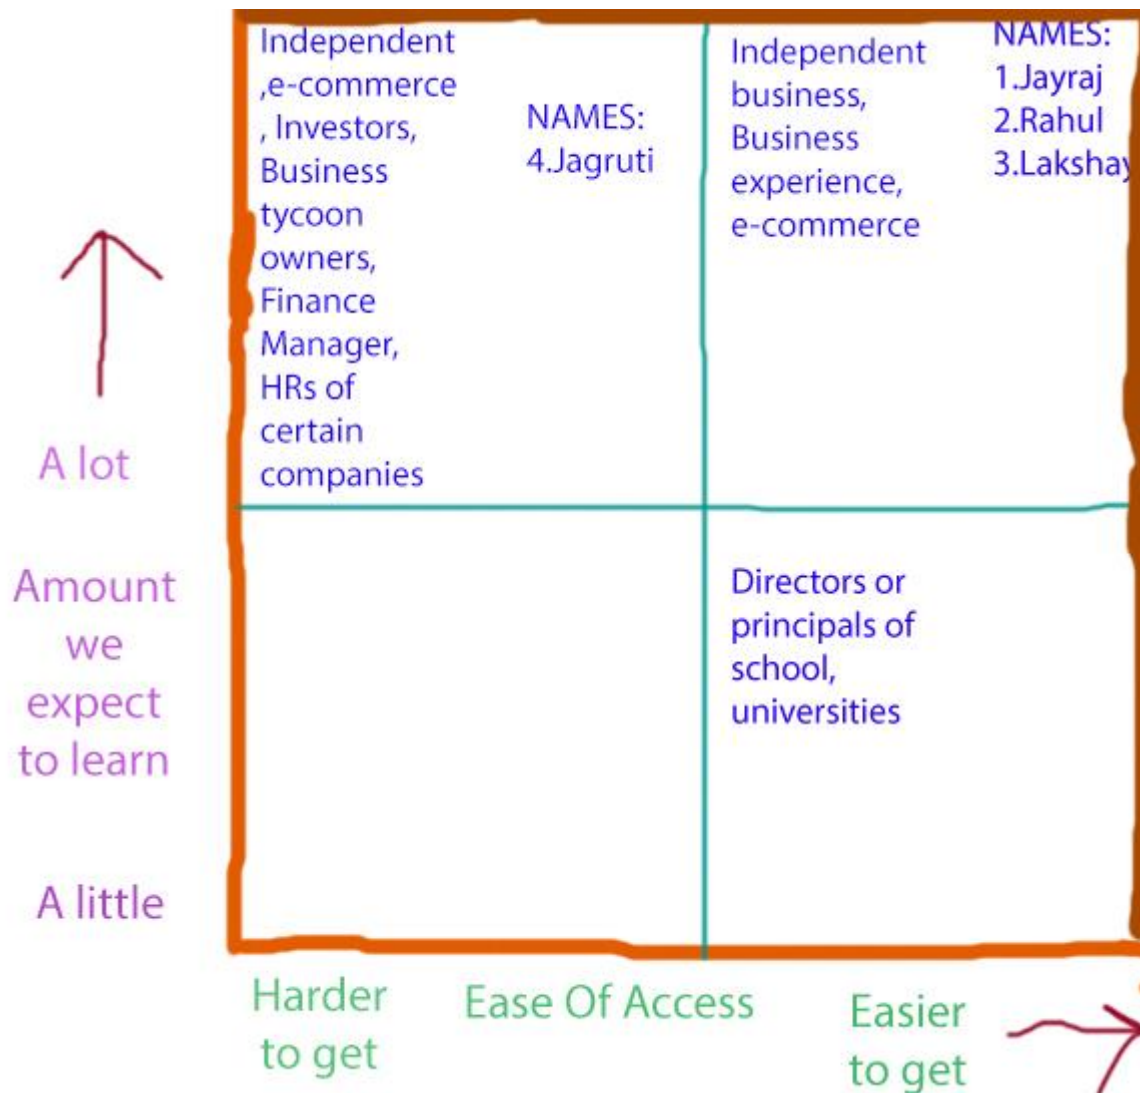 Independent
,e-commerce
, Investors,
Business
tycoon
owners,
Finance
Manager,
HRs of
certain
companies
NAMES:
4.Jagruti
Independent
business,
Business
experience,
e-commerce
NAMES:
1.Jayraj
2.Rahul
3.Lakshay
A lot
Amount
we
expect
to learn
A little
Directors or
principals of
school,
universities
Harder
to get
Ease Of Access
Easier
to get